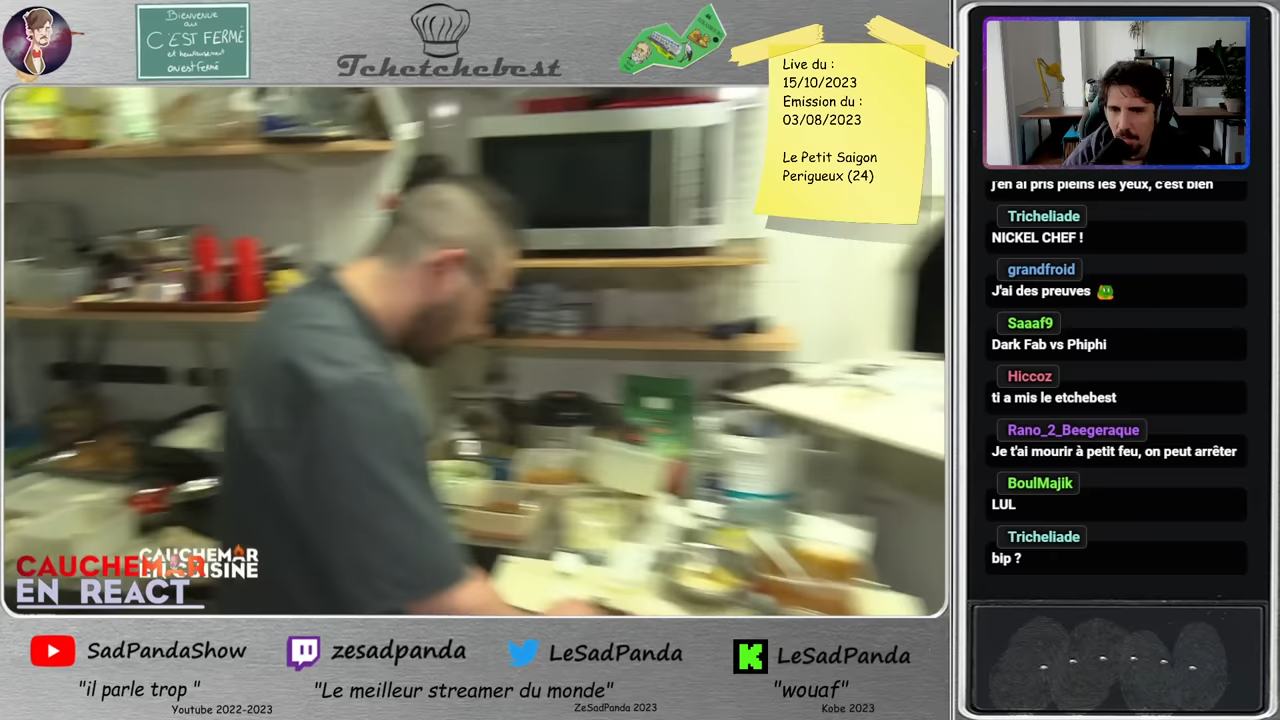 Bienvenue
au
C'EST FERMÉ
et heureusement
qu'est fermé
Tchetchebest
Live du :
15/10/2023
Emission du :
03/08/2023
Le Petit Saigon
Perigueux (24)
j'en ai pris pleins les yeux, c'est bien
Tricheliade
NICKEL CHEF !
grandfroid
J'ai des preuves
Saaaf9
Dark Fab vs Phiphi
Hiccoz
ti a mis le etchebest
Rano_2_Beegeraque
Je t'ai mourir à petit feu, on peut arrêter
BoulMajik
LUL
Tricheliade
bip ?
CAUCHEMAR
EN CUISINE
CAUCHEMAR
EN REACT
SadPandaShow
zesadpanda
LeSadPanda
LeSadPanda
"il parle trop "
Youtube 2022-2023
"Le meilleur streamer du monde"
ZeSadPanda 2023
"wouaf"
Kobe 2023